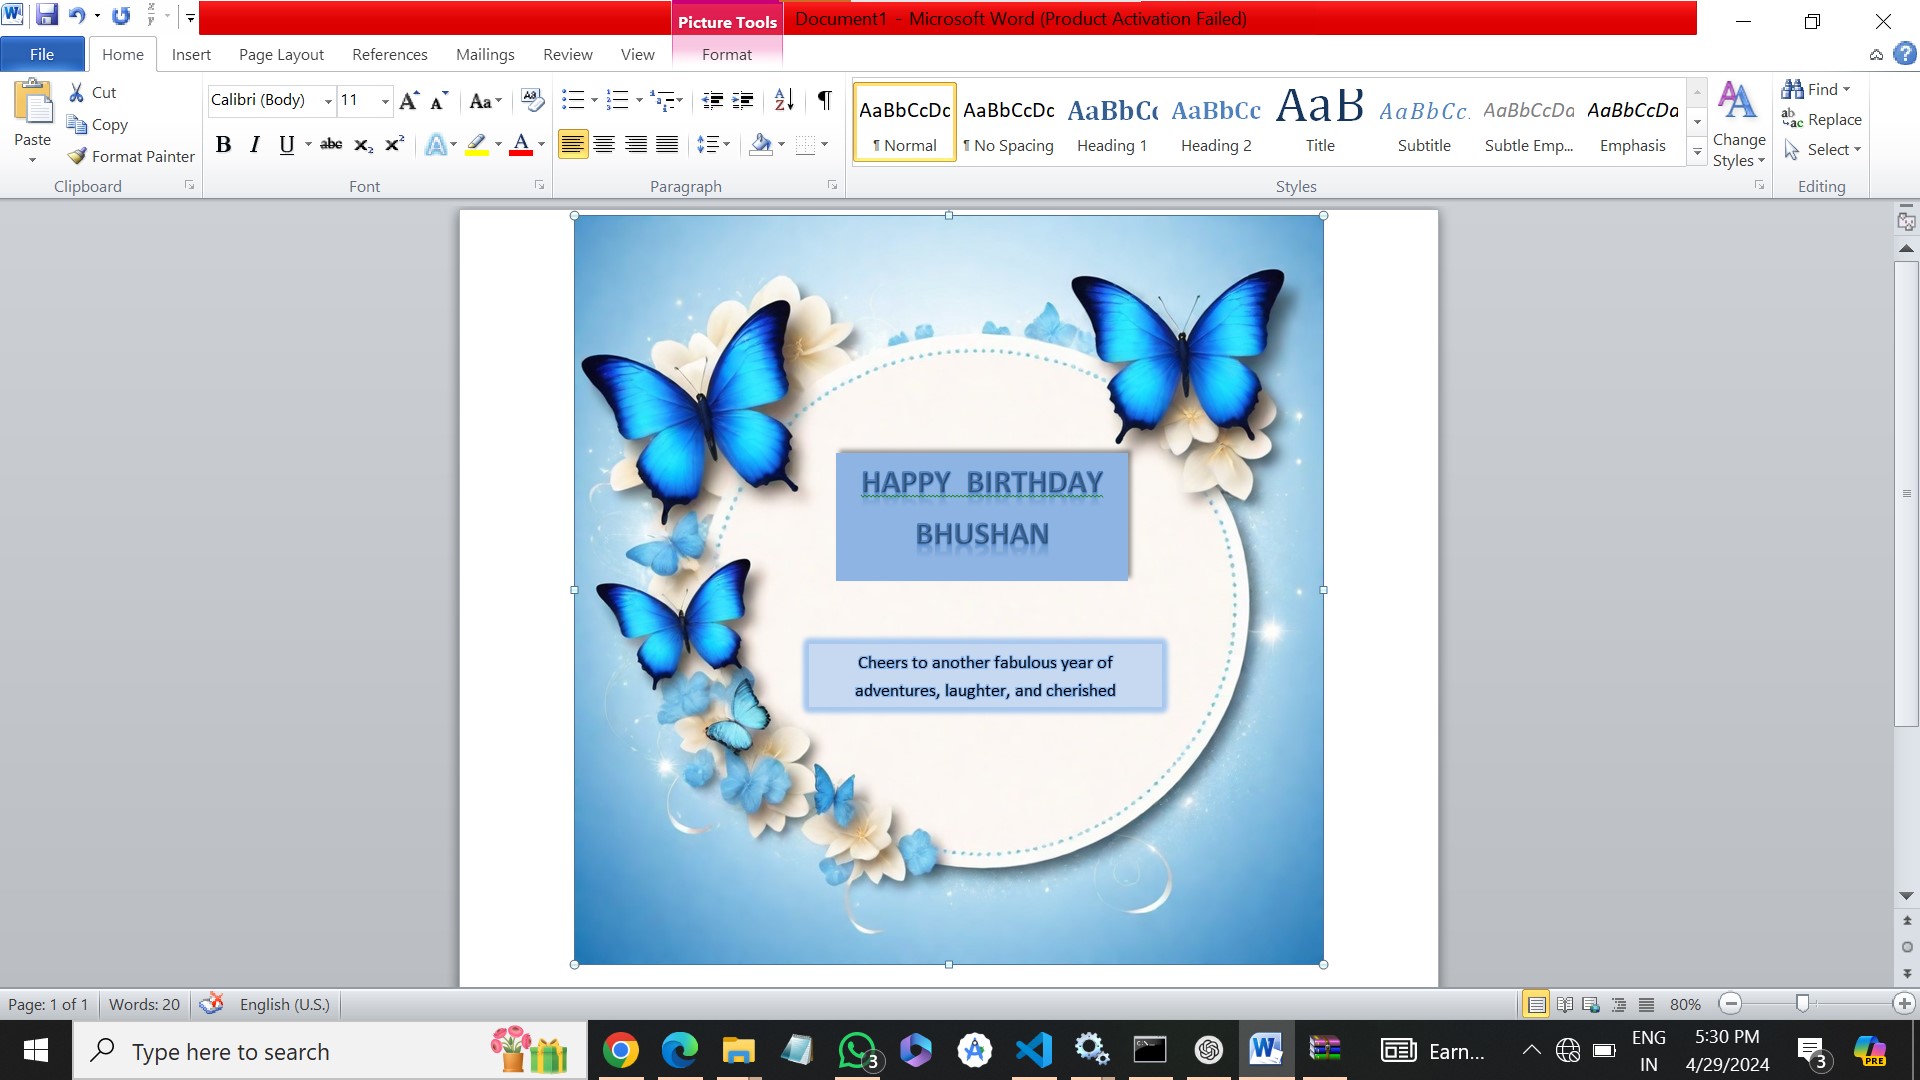 Picture Tools
Document1 - Microsoft Word (Product Activation Failed)
File Home Insert Page Layout References Mailings Review View Format
Paste
Cut
Copy
Format Painter
Clipboard
Calibri (Body) 11
Font
Paragraph
AaBbCcDc AaBbCcDc AaBbCc AaBbCc AaB AaBbCc. AaBbCcDa AaBbCcDa
¶ Normal ¶ No Spacing Heading 1 Heading 2 Title Subtitle Subtle Emp... Emphasis
Styles
Change
Styles
Find
Replace
Select
Editing
HAPPY BIRTHDAY
BHUSHAN
Cheers to another fabulous year of
adventures, laughter, and cherished
Page: 1 of 1 Words: 20 English (U.S.) 80%
Type here to search
3
Earn...
ENG
IN
5:30 PM
4/29/2024
3
PRE